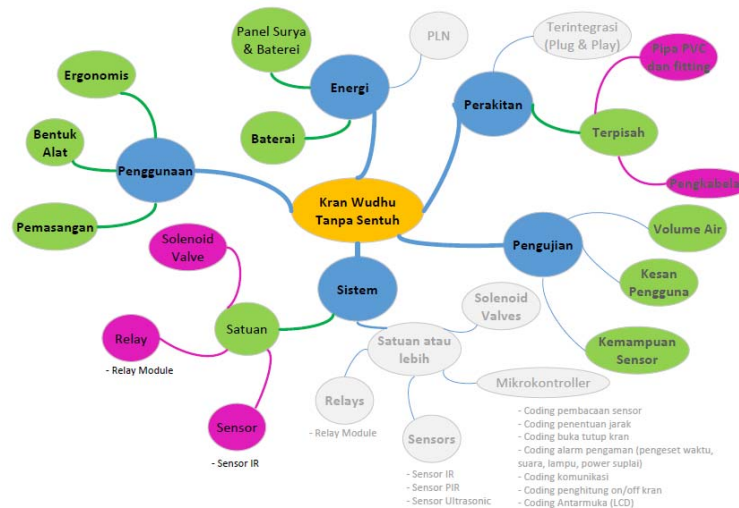 Panel Surya
& Baterei
PLN
Terintegrasi
(Plug & Play)
Pipa PVC
dan fitting
Ergonomis
Energi
Perakitan
Bentuk
Alat
Baterai
Terpisah
Penggunaan
Pengkabelan
Kran Wudhu
Tanpa Sentuh
Pemasangan
Volume Air
Solenoid
Valve
Pengujian
Kesan
Pengguna
Sistem
Solenoid
Valves
Relay
Satuan
Satuan atau
lebih
Kemampuan
Sensor
- Relay Module
Mikrokontroller
Relays
Sensor
- Relay Module
Sensors
- Sensor IR
- Sensor IR
- Sensor PIR
- Sensor Ultrasonic
- Coding pembacaan sensor
- Coding penentuan jarak
- Coding buka tutup kran
- Coding alarm pengaman (pengeset waktu,
suara, lampu, power suplai)
- Coding komunikasi
- Coding penghitung on/off kran
- Coding Antarmuka (LCD)